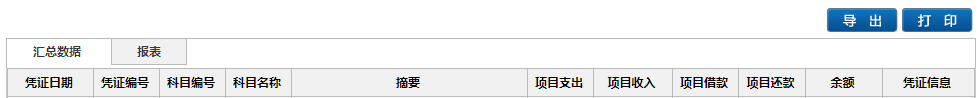 导 出 打 印
汇总数据 报表
凭证日期 凭证编号 科目编号 科目名称 摘要 项目支出 项目收入 项目借款 项目还款 余额 凭证信息